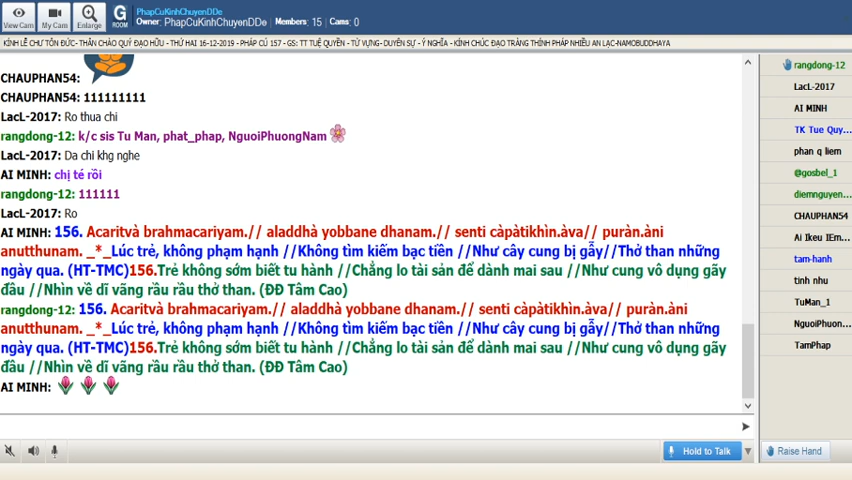 PhapCuKinhChuyenDDe
Owner: PhapCuKinhChuyenDDe Members: 15 Cams: 0
View Cam My Cam Enlarge G ROOM
KÍNH LỄ CHƯ TÔN ĐỨC- THÂN CHÀO QUÝ ĐẠO HỮU - THỨ HAI 16-12-2019 - PHÁP CÚ 157 - GS: TT TUỆ QUYỀN - TỪ VỰNG- DUYÊN SỰ - Ý NGHĨA - KÍNH CHÚC ĐẠO TRÀNG THÍNH PHÁP NHIỀU AN LẠC-NAMOBUDDHAYA
CHAUPHAN54:
CHAUPHAN54: 111111111
LacL-2017: Ro thua chi
rangdong-12: k/c sis Tu Man, phat_phap, NguoiPhuongNam
LacL-2017: Da chi khg nghe
AI MINH: chị té rồi
rangdong-12: 111111
LacL-2017: Ro
AI MINH: 156. Acaritvà brahmacariyam.// aladdhà yobbane dhanam.// senti càpàtikhìn.àva// puràn.àni
anutthunam. _*_Lúc trẻ, không phạm hạnh //Không tìm kiếm bạc tiền //Như cây cung bị gẫy//Thở than những
ngày qua. (HT-TMC)156.Trẻ không sớm biết tu hành //Chẳng lo tài sản để dành mai sau //Như cung vô dụng gãy
đâu //Nhìn về dĩ vãng rầu rầu thở than. (ĐĐ Tâm Cao)
rangdong-12: 156. Acaritvà brahmacariyam.// aladdhà yobbane dhanam.// senti càpàtikhìn.àva// puràn.àni
anutthunam. _*_Lúc trẻ, không phạm hạnh //Không tìm kiếm bạc tiền //Như cây cung bị gẫy//Thở than những
ngày qua. (HT-TMC)156.Trẻ không sớm biết tu hành //Chẳng lo tài sản để dành mai sau //Như cung vô dụng gãy
đâu //Nhìn về dĩ vãng rầu rầu thở than. (ĐĐ Tâm Cao)
AI MINH:
rangdong-12
LacL-2017
AI MINH
TK Tue Quy...
phan q liem
@gosbel_1
diemnguyen...
CHAUPHAN54
Ai Ikeu IEm...
tam-hanh
tinh nhu
TuMan_1
NguoiPhuon...
TamPhap
Hold to Talk
Raise Hand